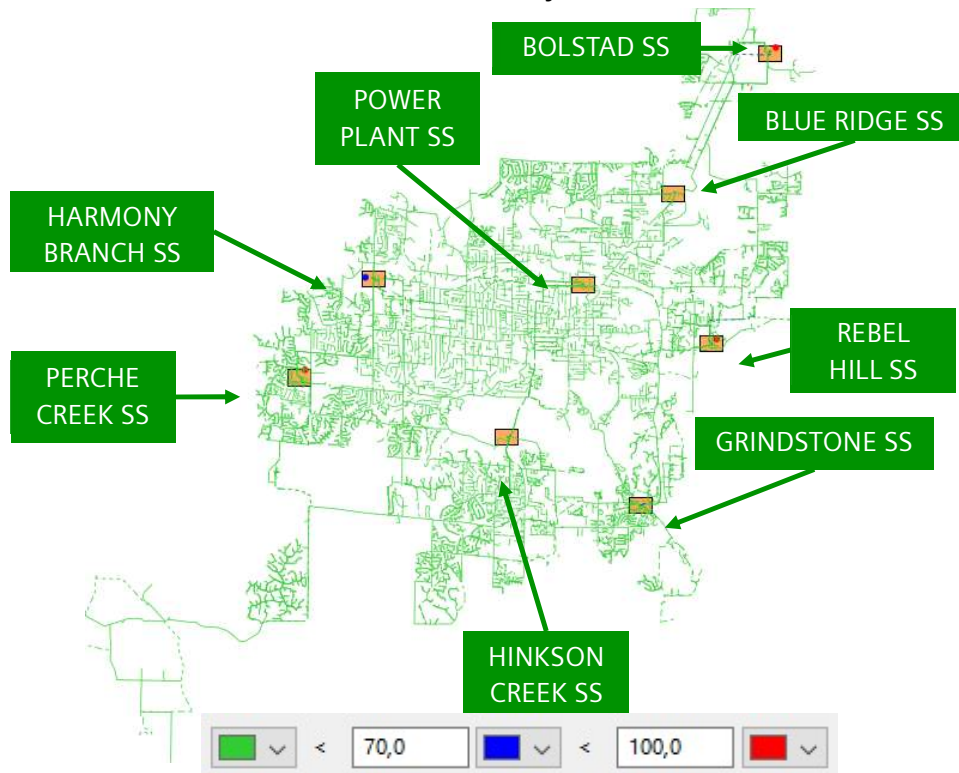 BOLSTAD SS
POWER
PLANT SS
BLUE RIDGE SS
HARMONY
BRANCH SS
REBEL
HILL SS
PERCHE
CREEK SS
GRINDSTONE SS
HINKSON
CREEK SS
< 70,0 < 100,0